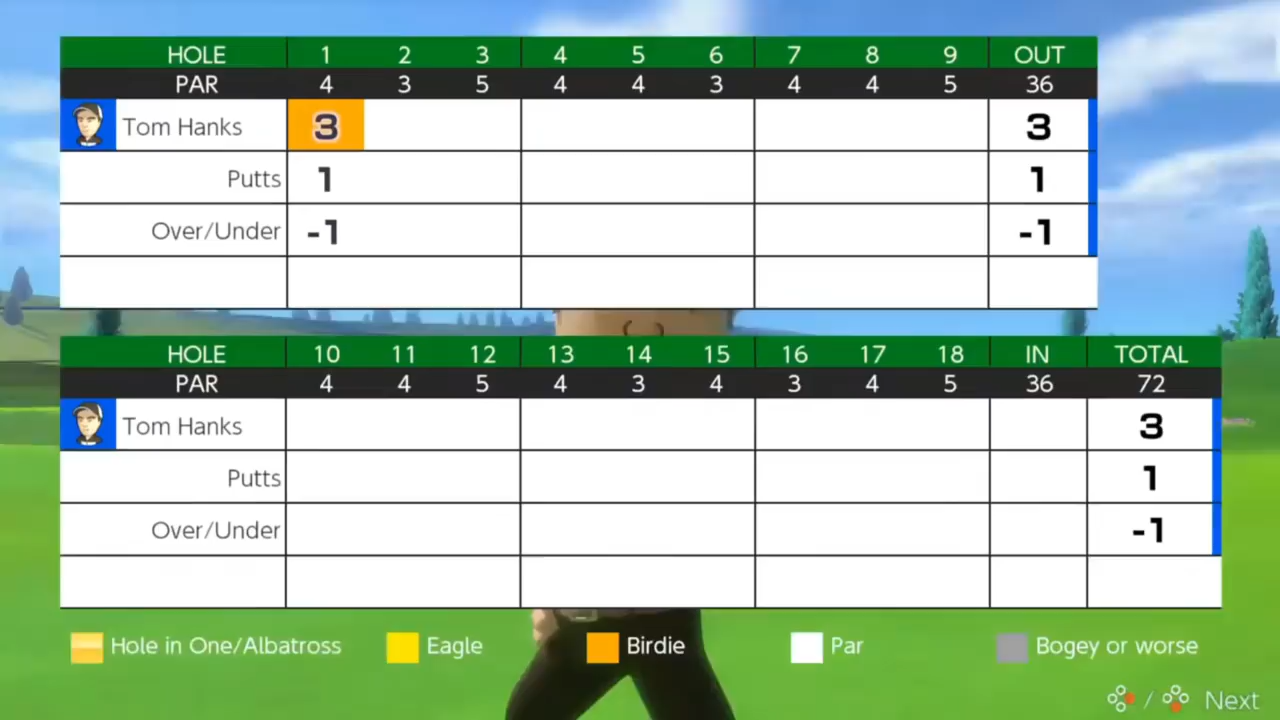 HOLE 1 2 3 4 5 6 7 8 9 OUT
PAR 4 3 5 4 4 3 4 4 5 36
Tom Hanks 3 3
Putts 1 1
Over/Under -1 -1
HOLE 10 11 12 13 14 15 16 17 18 IN TOTAL
PAR 4 4 5 4 3 4 3 4 5 36 72
Tom Hanks 3
Putts 1
Over/Under -1
Hole in One/Albatross Eagle Birdie Par Bogey or worse
/ Next